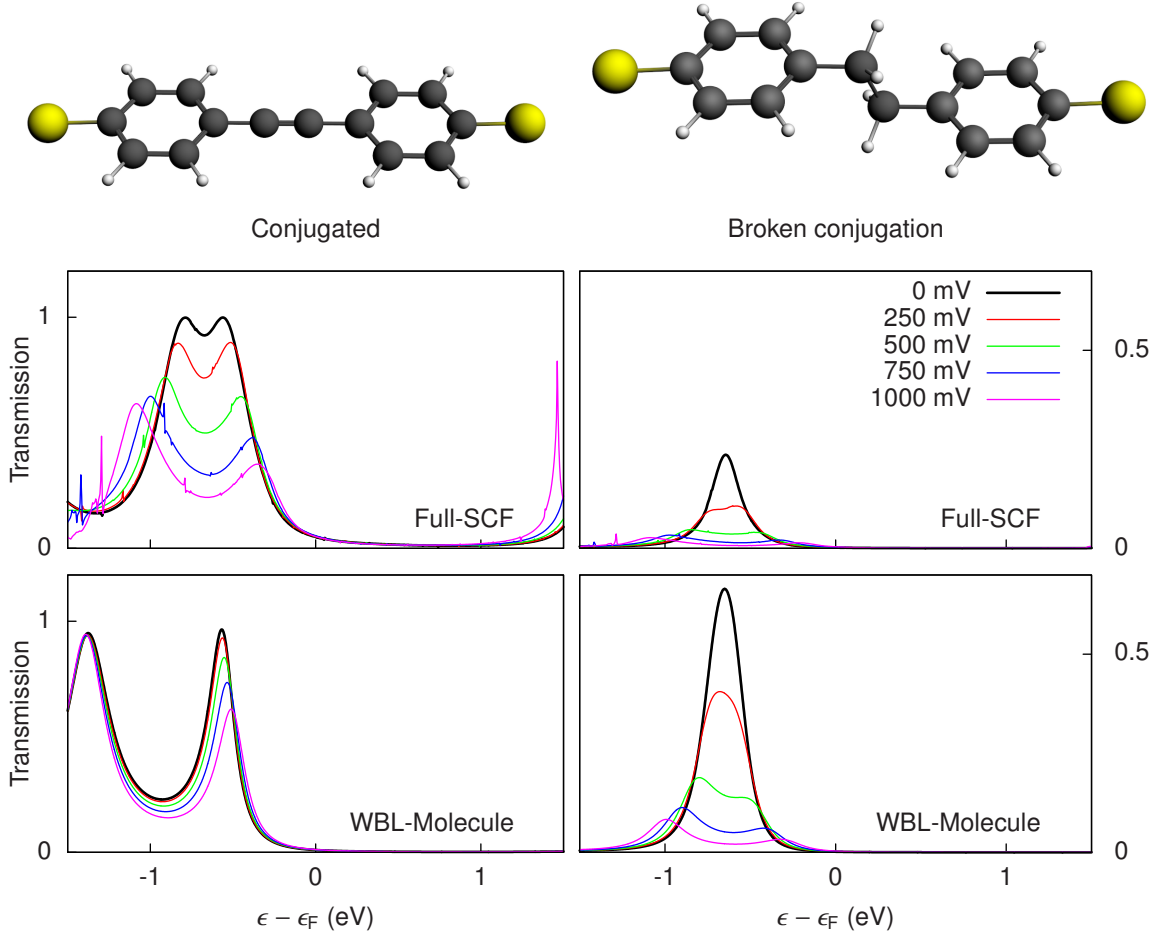 Conjugated
Broken conjugation
Transmission
1
0
Full-SCF
0 mV
250 mV
500 mV
750 mV
1000 mV
0.5
0
Full-SCF
Transmission
1
0
WBL-Molecule
-1 0 1
ϵ − ϵF (eV)
0.5
0
WBL-Molecule
-1 0 1
ϵ − ϵF (eV)